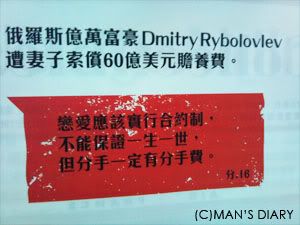 俄羅斯億萬富豪Dmitry Rybolovlev
遭妻子索償60億美元贍養費。
戀愛應該實行合約制，
不能保證一生一世，
但分手一定有分手費。
分.16
(C)MAN'S DIARY